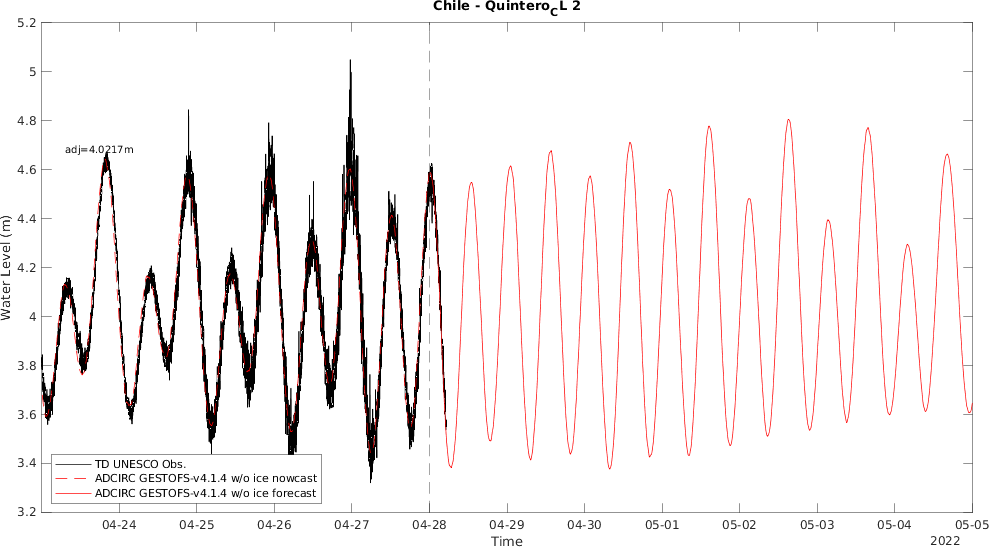 Chile - QuinteroCL 2
5.2
5
4.8
4.6
4.4
4.2
4
3.8
3.6
3.4
3.2
Water Level (m)
adj=4.0217m
TD UNESCO Obs.
ADCIRC GESTOFS-v4.1.4 w/o ice nowcast
ADCIRC GESTOFS-v4.1.4 w/o ice forecast
04-24 04-25 04-26 04-27 04-28 04-29 04-30 05-01 05-02 05-03 05-04 05-05
Time
2022